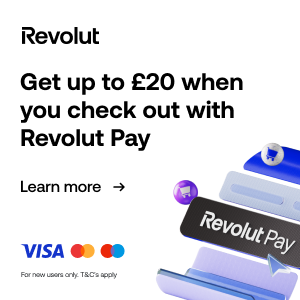 Revolut
Get up to £20 when
you check out with
Revolut Pay
Learn more →
Revolut Pay
VISA
For new users only. T&C's apply